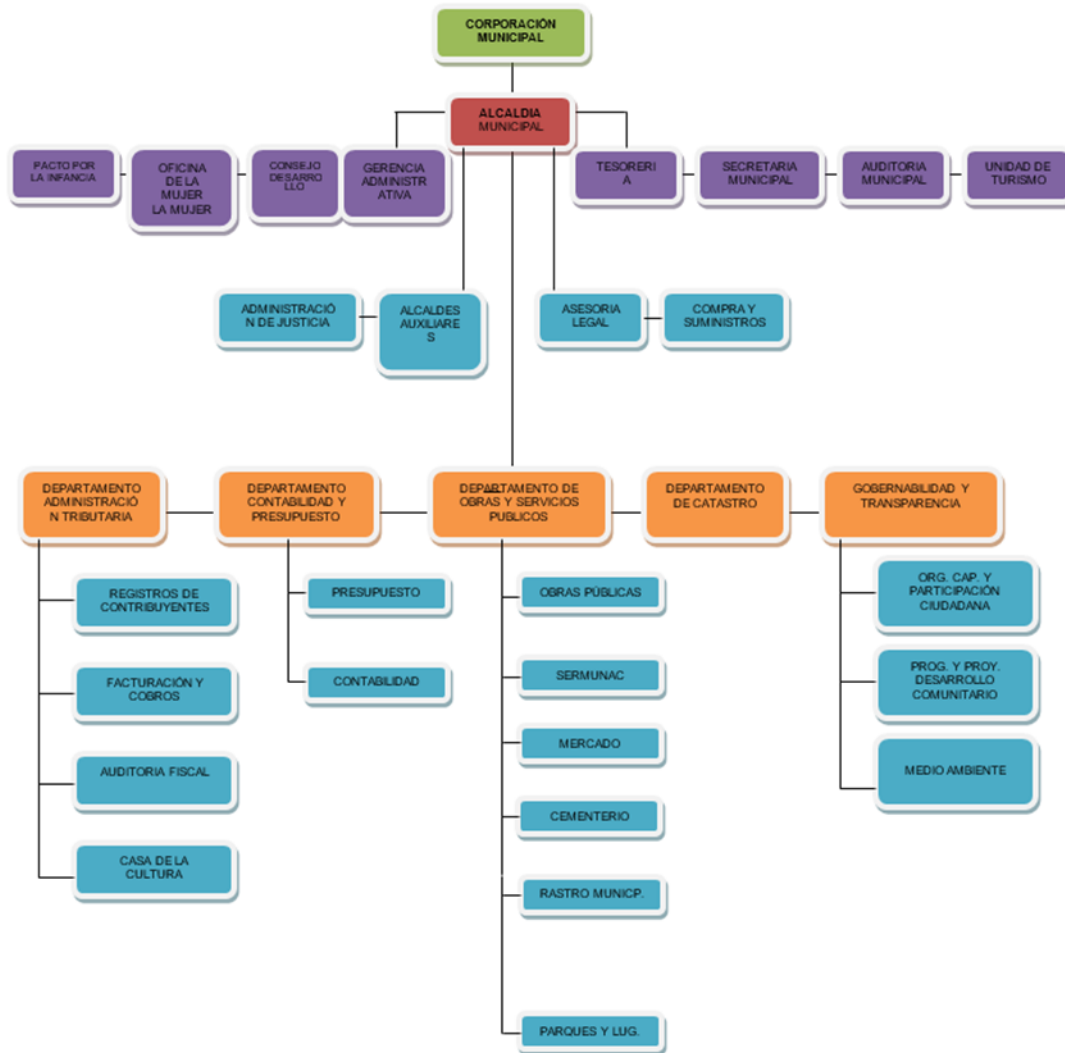 CORPORACIÓN
MUNICIPAL
ALCALDIA
MUNICIPAL
PACTO POR
LA INFANCIA
OFICINA
DE LA
MUJER
LA MUJER
CONSEJO
DESARRO
LLO
GERENCIA
ADMINISTR
ATIVA
TESORERI
A
SECRETARIA
MUNICIPAL
AUDITORIA
MUNICIPAL
UNIDAD DE
TURISMO
ADMINISTRACIÓ
N DE JUSTICIA
ALCALDES
AUXILIARE
S
ASESORIA
LEGAL
COMPRA Y
SUMINISTROS
DEPARTAMENTO
ADMINISTRACIÓ
N TRIBUTARIA
DEPARTAMENTO
CONTABILIDAD Y
PRESUPUESTO
DEPARTAMENTO DE
OBRAS Y SERVICIOS
PUBLICOS
DEPARTAMENTO
DE CATASTRO
GOBERNABILIDAD Y
TRANSPARENCIA
REGISTROS DE
CONTRIBUYENTES
FACTURACIÓN Y
COBROS
AUDITORIA FISCAL
CASA DE LA
CULTURA
PRESUPUESTO
CONTABILIDAD
OBRAS PÚBLICAS
SERMUNAC
MERCADO
CEMENTERIO
RASTRO MUNICP.
PARQUES Y LUG.
ORG. CAP. Y
PARTICIPACIÓN
CIUDADANA
PROG. Y PROY.
DESARROLLO
COMUNITARIO
MEDIO AMBIENTE